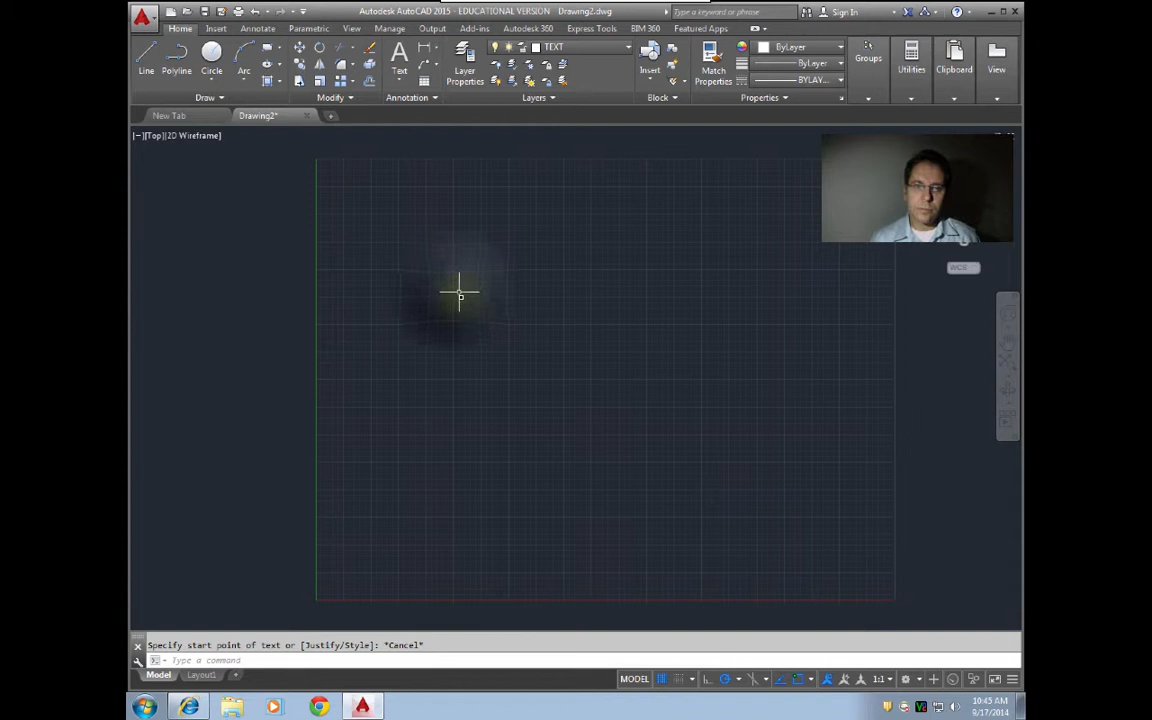 Autodesk AutoCAD 2015 - EDUCATIONAL VERSION Drawing2.dwg
Type a keyword or phrase
Sign In
Home Insert Annotate Parametric View Manage Output Add-ins Autodesk 360 Express Tools BIM 360 Featured Apps
TEXT
ByLayer
ByLayer
BYLAY...
Line Polyline Circle Arc
Text
Layer Properties
Insert
Match Properties
Groups
Utilities
Clipboard
View
Draw Modify Annotation Layers Block Properties
New Tab Drawing2*
[−][Top][2D Wireframe]
WCS
Specify start point of text or [Justify/Style]: *Cancel*
Type a command
Model Layout1
MODEL
1:1
10:45 AM
9/17/2014